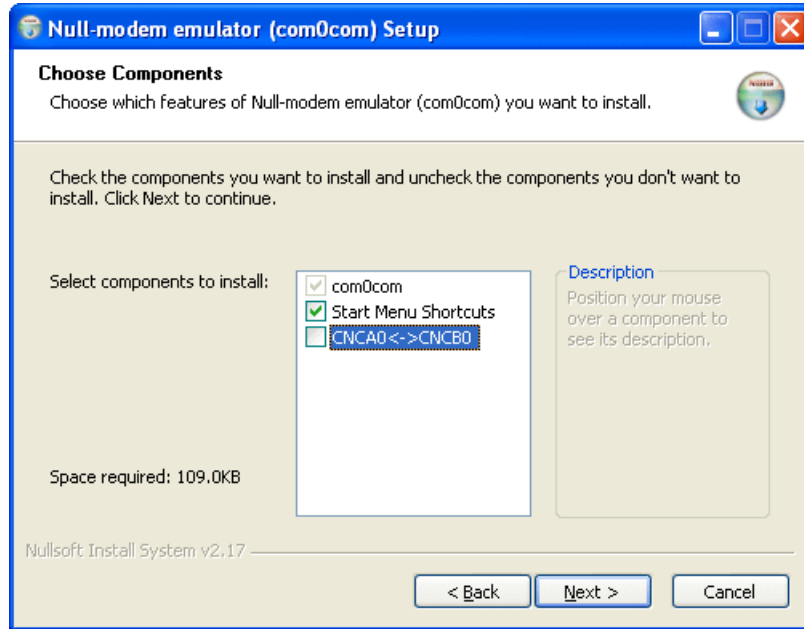 Null-modem emulator (com0com) Setup
Choose Components
Choose which features of Null-modem emulator (com0com) you want to install.
Check the components you want to install and uncheck the components you don't want to
install. Click Next to continue.
Select components to install:
com0com
Start Menu Shortcuts
CNCA0<->CNCB0
Description
Position your mouse
over a component to
see its description.
Space required: 109.0KB
Nullsoft Install System v2.17
< Back
Next >
Cancel